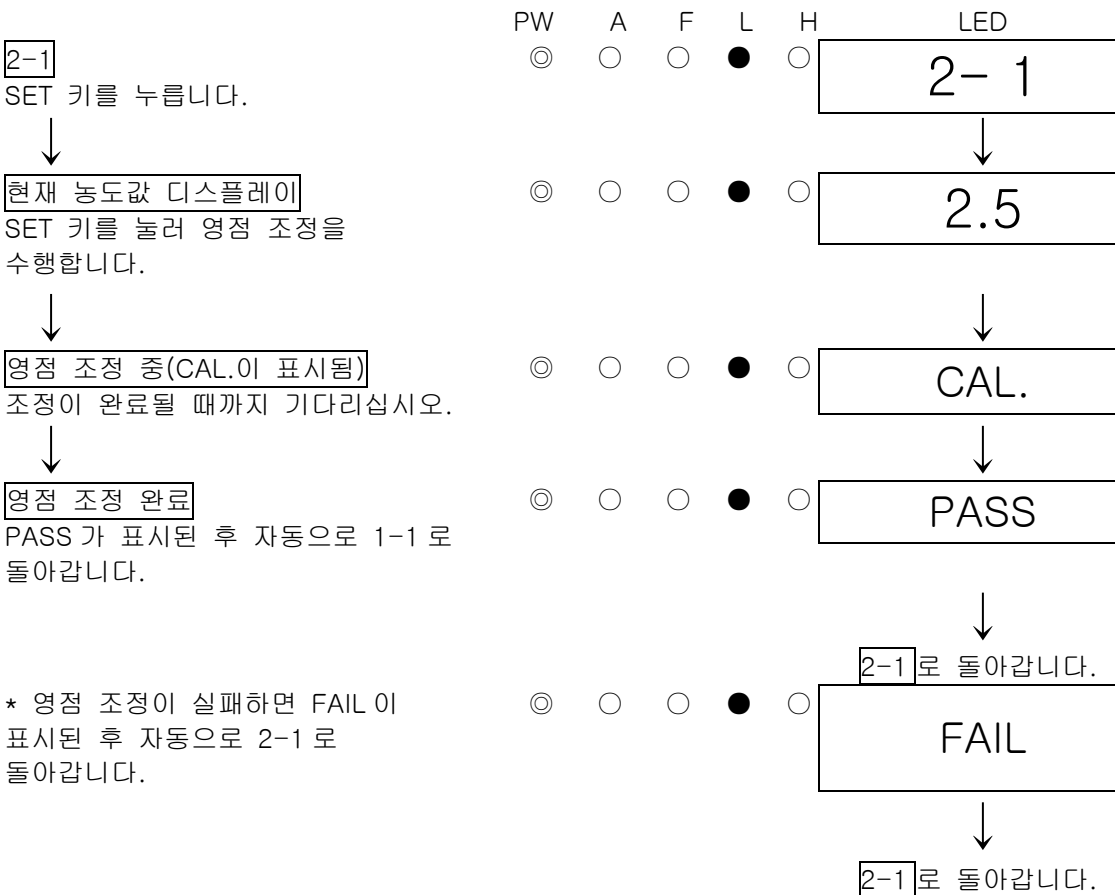 PW A F L H LED
2-1 ◎ ○ ○ ● ○ 2- 1
SET 키를 누릅니다.
↓ ↓
현재 농도값 디스플레이 ◎ ○ ○ ● ○ 2.5
SET 키를 눌러 영점 조정을
수행합니다.
↓ ↓
영점 조정 중(CAL.이 표시됨) ◎ ○ ○ ● ○ CAL.
조정이 완료될 때까지 기다리십시오.
↓ ↓
영점 조정 완료 ◎ ○ ○ ● ○ PASS
PASS 가 표시된 후 자동으로 1-1 로
돌아갑니다.
↓
2-1 로 돌아갑니다.
* 영점 조정이 실패하면 FAIL 이 ◎ ○ ○ ● ○ FAIL
표시된 후 자동으로 2-1 로
돌아갑니다.
↓
2-1 로 돌아갑니다.